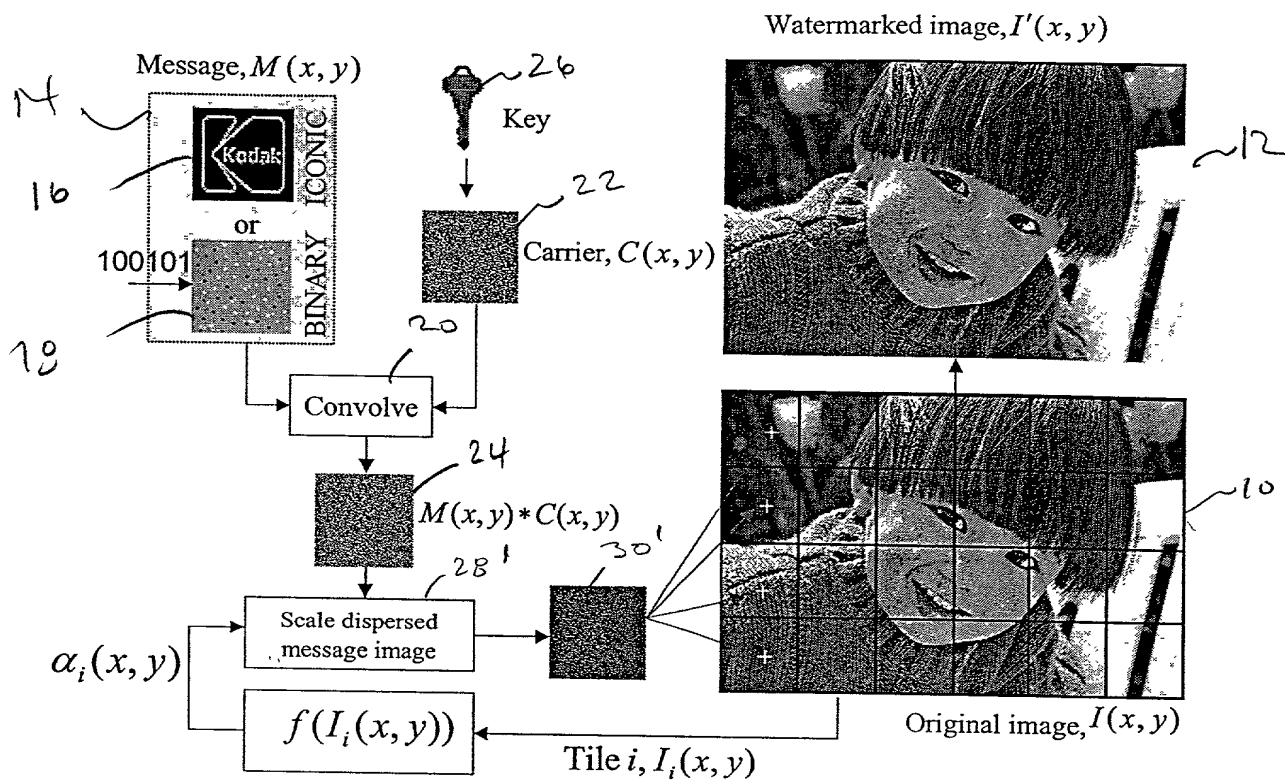 Watermarked image, I'(x, y)
Message, M(x, y)
14
26
Key
Kodak
ICONIC
16
12
22
or
Carrier, C(x, y)
100101
BINARY
18
20
Convolve
24
M(x, y)*C(x, y)
10
28'
30'
Scale dispersed
message image
α_i(x, y)
f(I_i(x, y))
Original image, I(x, y)
Tile i, I_i(x, y)